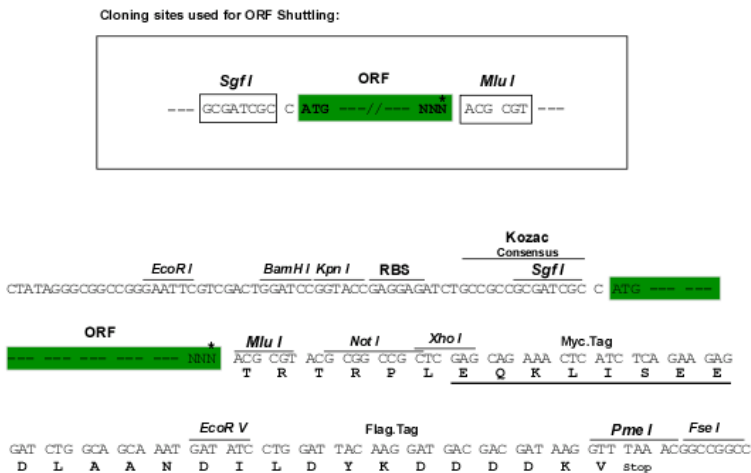 Cloning sites used for ORF Shuttling:
Sgf I ORF Mlu I
--- GCGATCGC C ATG ---//--- NNN* ACG CGT ---
Kozac
Consensus
EcoR I BamH I Kpn I RBS Sgf I
CTATAGGGCGGCCGGGAATTCGTCGACTGGATCCGGTACCGAGGAGATCTGCCGCCGCGATCGC C ATG --- ---
ORF Mlu I Not I Xho I Myc.Tag
--- --- --- --- --- --- NNN* ACG CGT ACG CGG CCG CTC GAG CAG AAA CTC ATC TCA GAA GAG
T R T R P L E Q K L I S E E
EcoR V Flag.Tag Pme I Fse I
GAT CTG GCA GCA AAT GAT ATC CTG GAT TAC AAG GAT GAC GAC GAT AAG GTT TAA ACGGCCGGCC
D L A A N D I L D Y K D D D D K V Stop